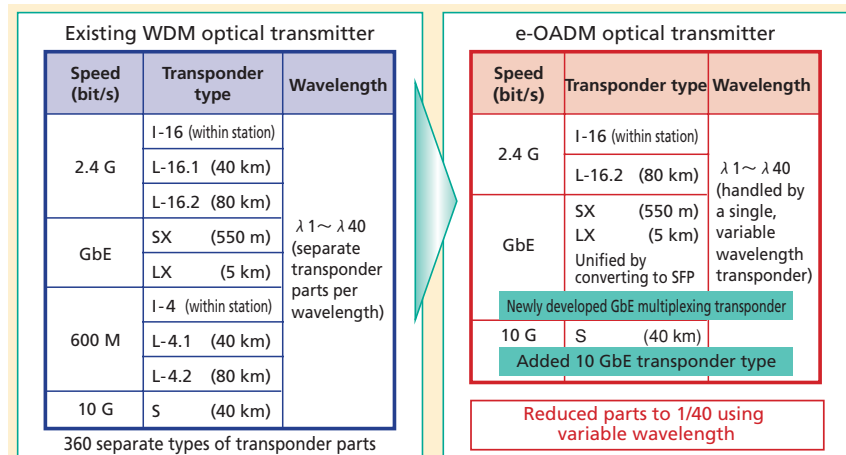 Existing WDM optical transmitter
Speed
(bit/s)
Transponder
type
Wavelength
2.4 G
I-16 (within station)
L-16.1 (40 km)
L-16.2 (80 km)
GbE
SX (550 m)
LX (5 km)
600 M
I-4 (within station)
L-4.1 (40 km)
L-4.2 (80 km)
10 G
S (40 km)
λ1~λ40
(separate
transponder
parts per
wavelength)
360 separate types of transponder parts
e-OADM optical transmitter
Speed
(bit/s)
Transponder type
Wavelength
2.4 G
I-16 (within station)
L-16.2 (80 km)
GbE
SX (550 m)
LX (5 km)
Unified by
converting to SFP
Newly developed GbE multiplexing transponder
10 G
S (40 km)
Added 10 GbE transponder type
λ1~λ40
(handled by
a single,
variable
wavelength
transponder)
Reduced parts to 1/40 using
variable wavelength